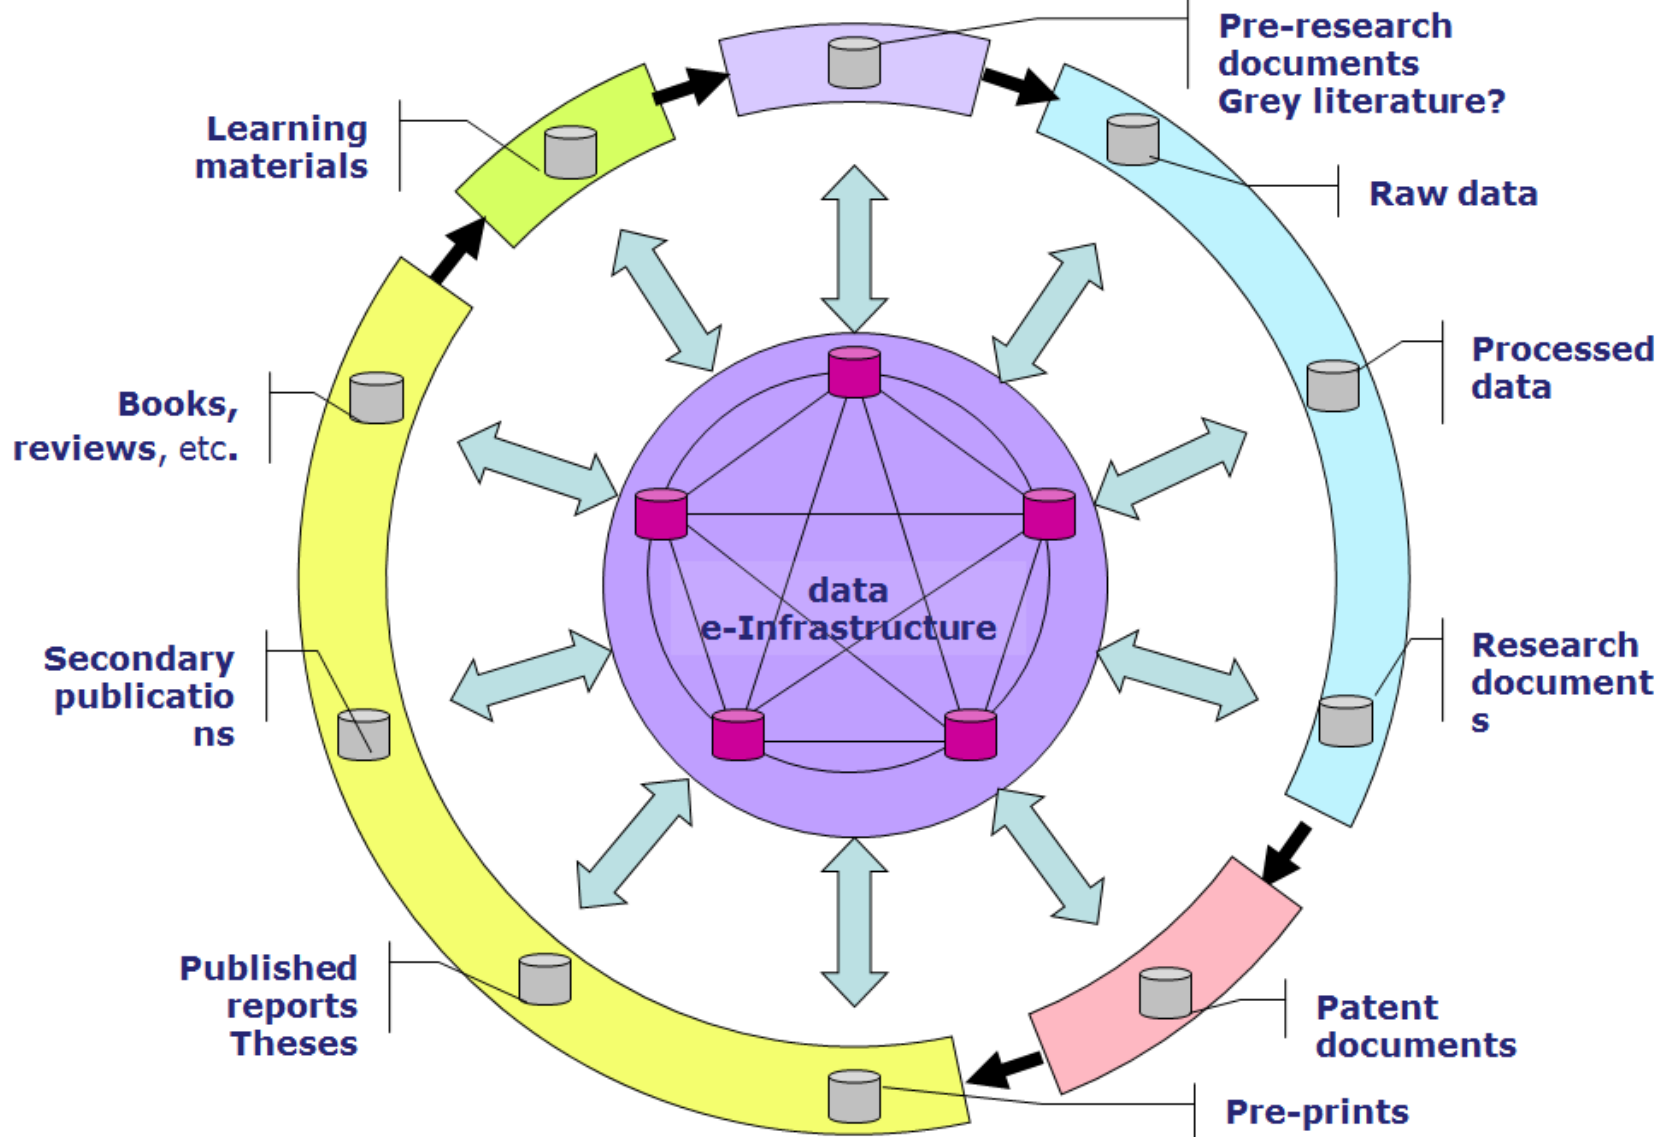 Pre-research
documents
Grey literature?
Learning
materials
Raw data
Processed
data
Books,
reviews, etc.
data
e-Infrastructure
Secondary
publicatio
ns
Research
document
s
Published
reports
Theses
Patent
documents
Pre-prints